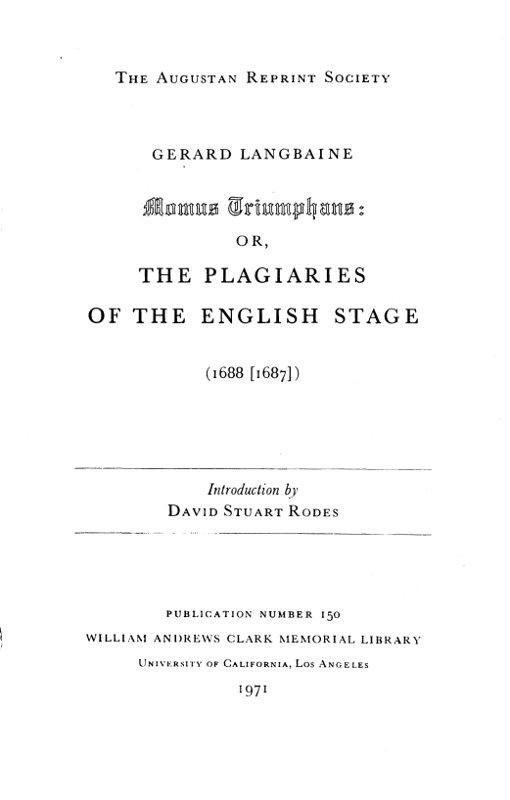 The Augustan Reprint Society
GERARD LANGBAINE
Momus Triumphans:
OR,
THE PLAGIARIES
OF THE ENGLISH STAGE
(1688 [1687])
Introduction by
David Stuart Rodes
PUBLICATION NUMBER 150
WILLIAM ANDREWS CLARK MEMORIAL LIBRARY
University of California, Los Angeles
1971